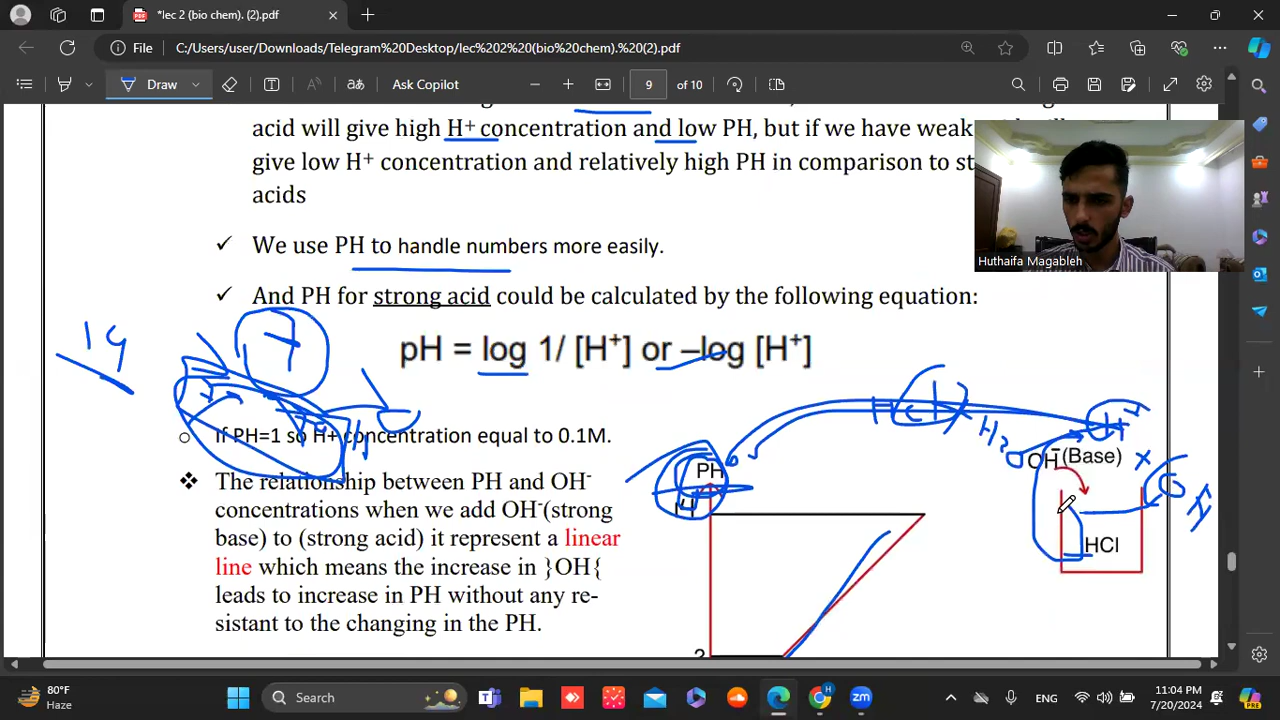 *lec 2 (bio chem). (2).pdf
File C:/Users/user/Downloads/Telegram%20Desktop/lec%202%20(bio%20chem).%20(2).pdf
Draw Ask Copilot 9 of 10
acid will give high H+ concentration and low PH, but if we have weak
give low H+ concentration and relatively high PH in comparison to
acids
Huthaifa Magableh
✓ We use PH to handle numbers more easily.
✓ And PH for strong acid could be calculated by the following equation:
14
7
pH = log 1/ [H+] or –log [H+]
o If PH=1 so H+ concentration equal to 0.1M.
H2O
OH-(Base)
PH
14
HCl
❖ The relationship between PH and OH-
concentrations when we add OH-(strong
base) to (strong acid) it represent a linear
line which means the increase in }OH{
leads to increase in PH without any re-
sistant to the changing in the PH.
80°F
Haze
Search
ENG
11:04 PM
7/20/2024